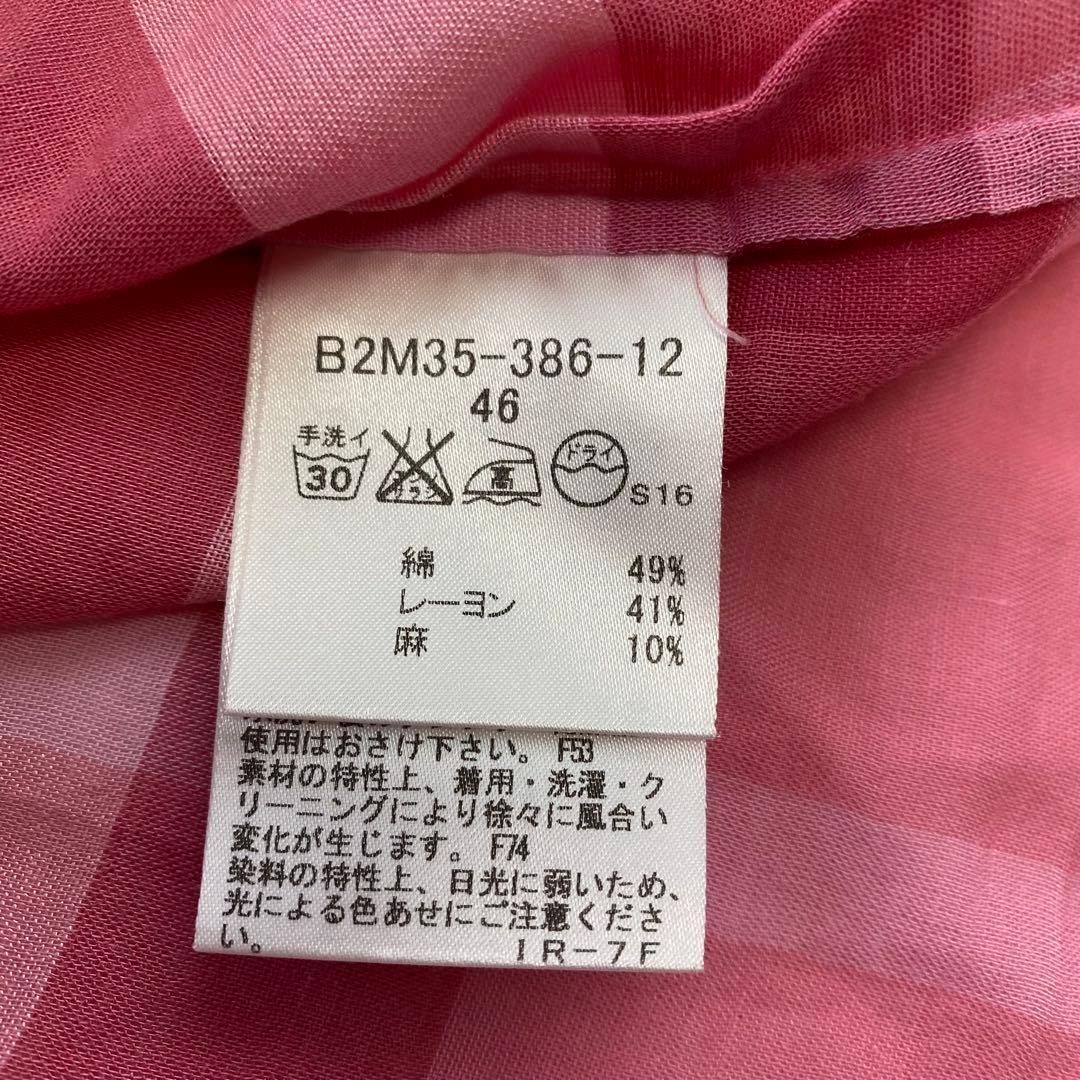 B2M35-386-12
46
手洗イ
30
高
ドライ
S16
綿 49%
レーヨン 41%
麻 10%
使用はおさけ下さい。 F53
素材の特性上、着用・洗濯・ク
リーニングにより徐々に風合い
変化が生じます。 F74
染料の特性上、日光に弱いため、
光による色あせにご注意くださ
い。 IR-7F